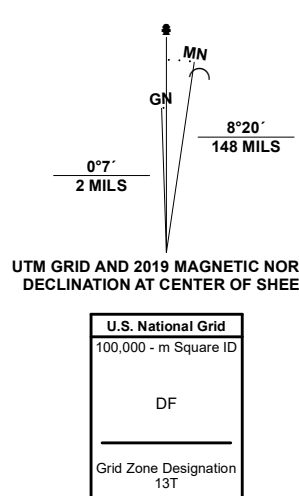 MN
GN
8°20´
148 MILS
0°7´
2 MILS
UTM GRID AND 2019 MAGNETIC NOR
DECLINATION AT CENTER OF SHEE
U.S. National Grid
100,000 - m Square ID
DF
Grid Zone Designation
13T